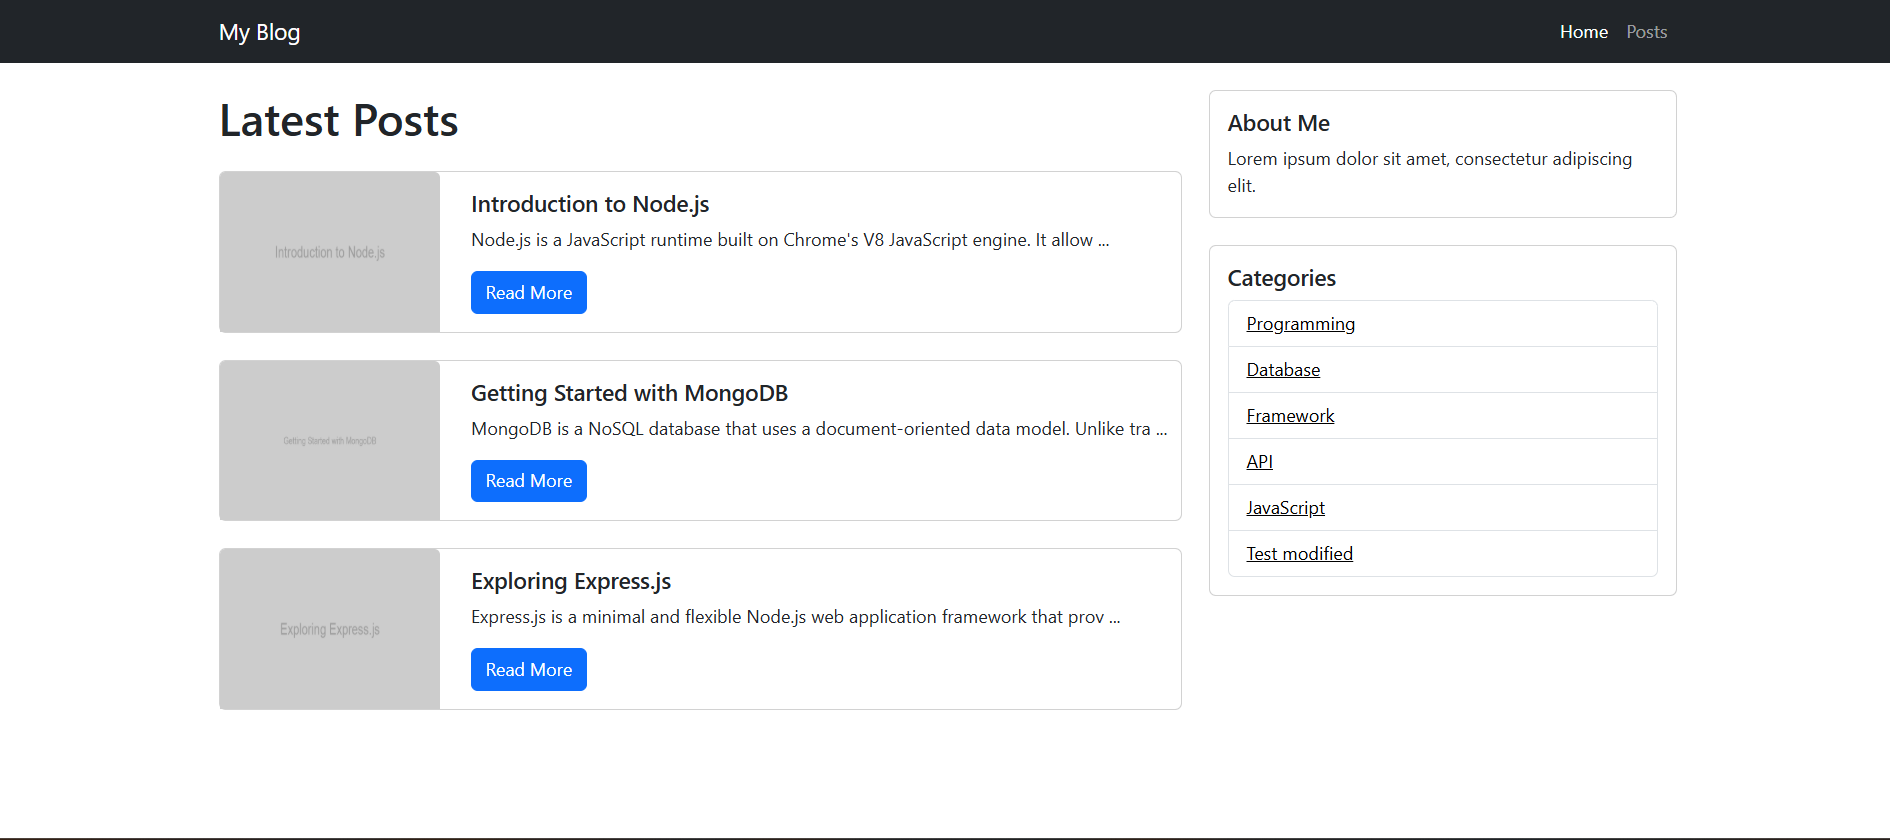 My Blog
Home Posts
Latest Posts
Introduction to Node.js
Introduction to Node.js
Node.js is a JavaScript runtime built on Chrome's V8 JavaScript engine. It allow ...
Read More
Getting Started with MongoDB
Getting Started with MongoDB
MongoDB is a NoSQL database that uses a document-oriented data model. Unlike tra ...
Read More
Exploring Express.js
Exploring Express.js
Express.js is a minimal and flexible Node.js web application framework that prov ...
Read More
About Me
Lorem ipsum dolor sit amet, consectetur adipiscing
elit.
Categories
Programming
Database
Framework
API
JavaScript
Test modified